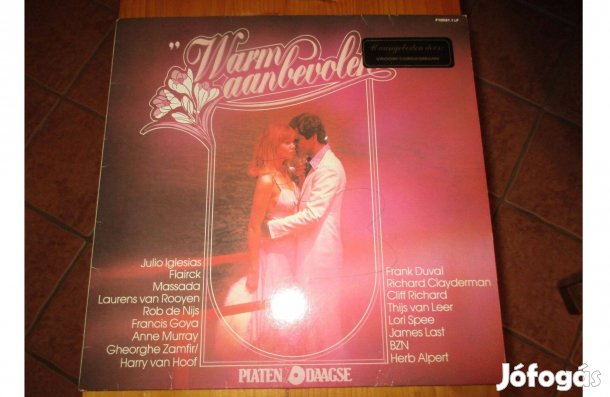 "Warm
aanbevolen
U aangeboden door:
Julio Iglesias
Flairck
Massada
Laurens van Rooyen
Rob de Nijs
Francis Goya
Anne Murray
Gheorghe Zamfir/
Harry van Hoof
Frank Duval
Richard Clayderman
Cliff Richard
Thijs van Leer
Lori Spee
James Last
BZN
Herb Alpert
PLATEN DAAGSE
Jófogás